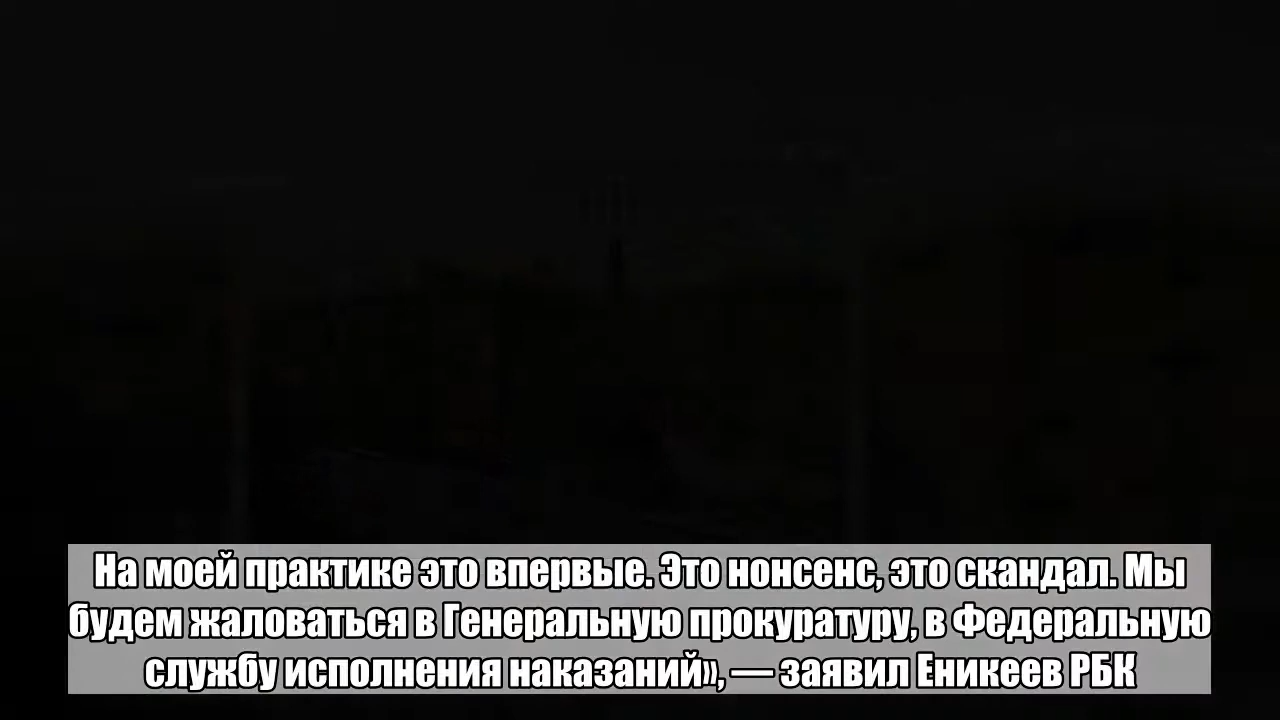 На моей практике это впервые. Это нонсенс, это скандал. Мы
будем жаловаться в Генеральную прокуратуру, в Федеральную
службу исполнения наказаний», — заявил Еникеев РБК